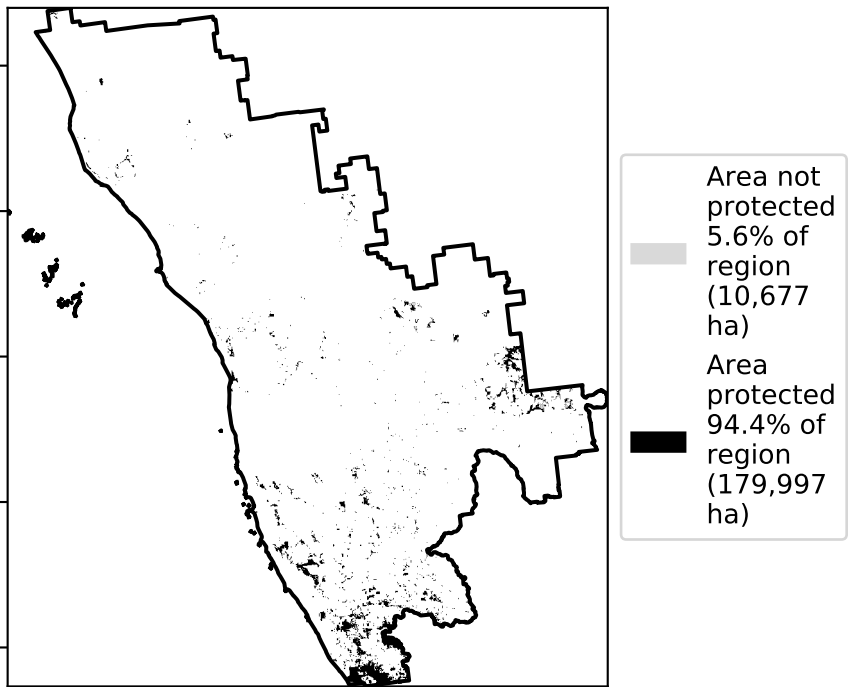 Area not
protected
5.6% of
region
(10,677
ha)
Area
protected
94.4% of
region
(179,997
ha)